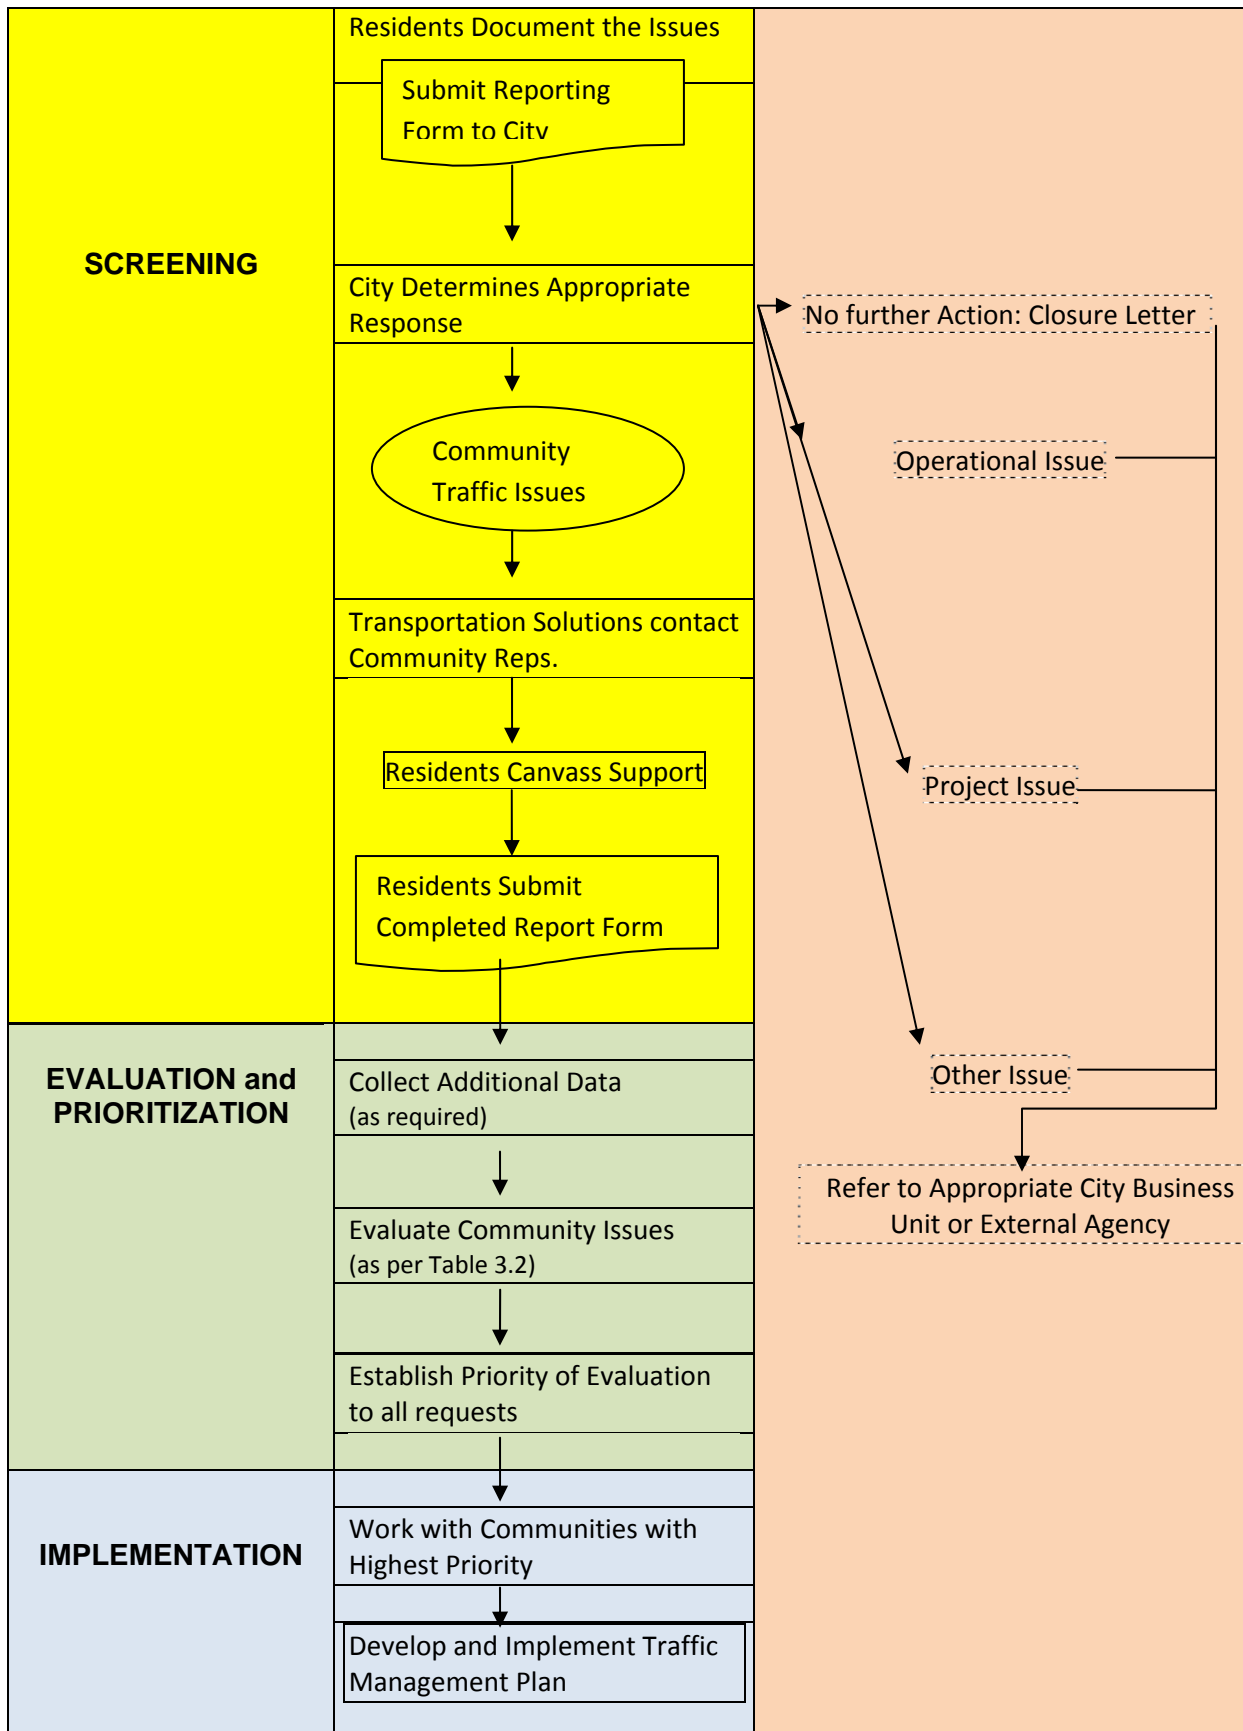 Residents Document the Issues
Submit Reporting
Form to City
SCREENING
City Determines Appropriate
Response
No further Action: Closure Letter
Community
Traffic Issues
Operational Issue
Transportation Solutions contact
Community Reps.
Residents Canvass Support
Project Issue
Residents Submit
Completed Report Form
EVALUATION and
PRIORITIZATION
Collect Additional Data
(as required)
Other Issue
Refer to Appropriate City Business
Unit or External Agency
Evaluate Community Issues
(as per Table 3.2)
Establish Priority of Evaluation
to all requests
IMPLEMENTATION
Work with Communities with
Highest Priority
Develop and Implement Traffic
Management Plan